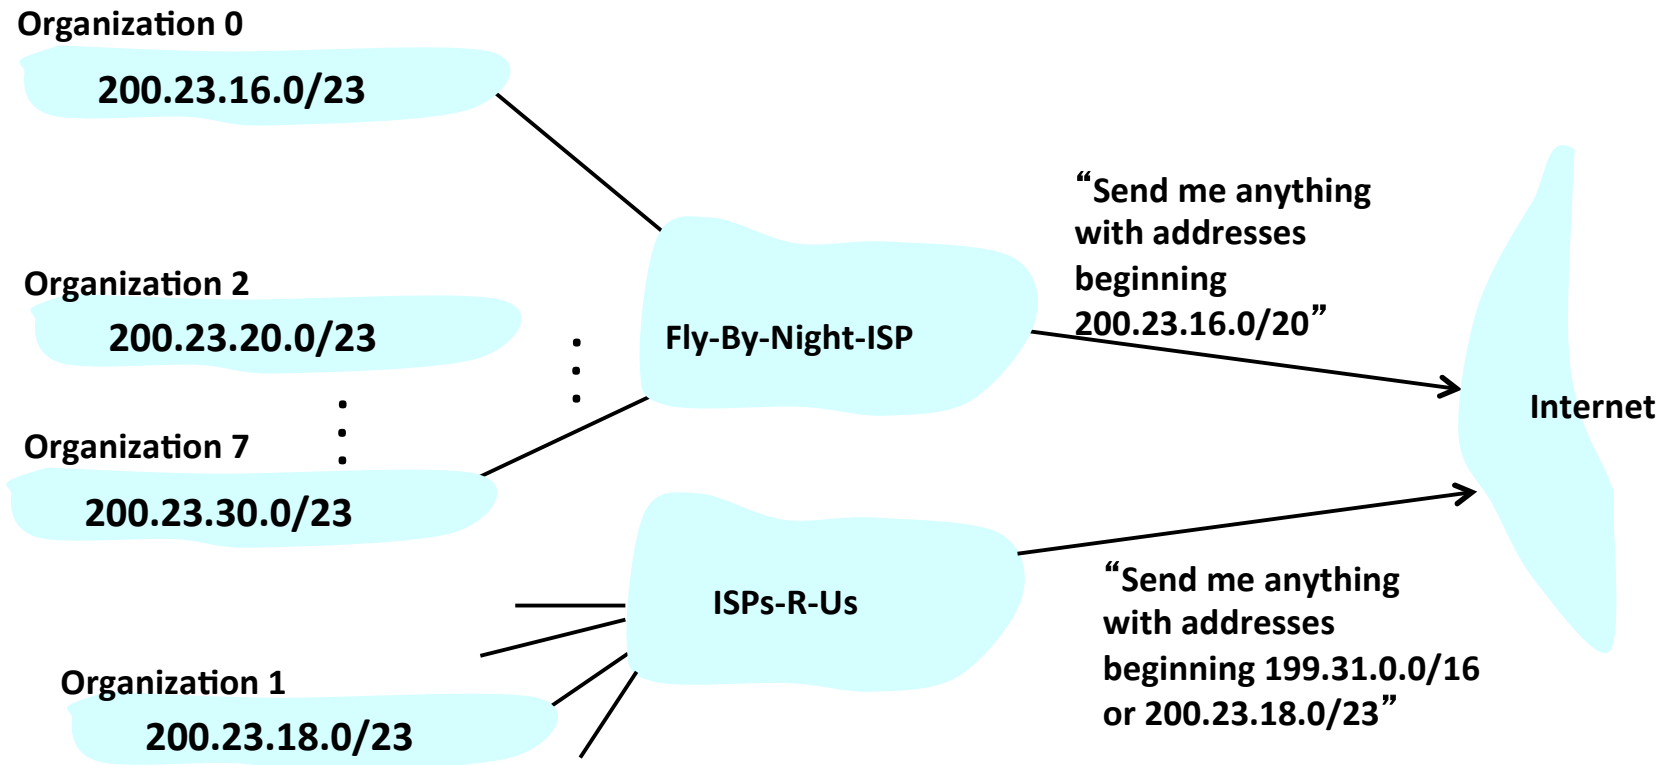 Organization 0
200.23.16.0/23
Organization 2
200.23.20.0/23
Organization 7
200.23.30.0/23
Organization 1
200.23.18.0/23
Fly-By-Night-ISP
ISPs-R-Us
“Send me anything
with addresses
beginning
200.23.16.0/20”
“Send me anything
with addresses
beginning 199.31.0.0/16
or 200.23.18.0/23”
Internet